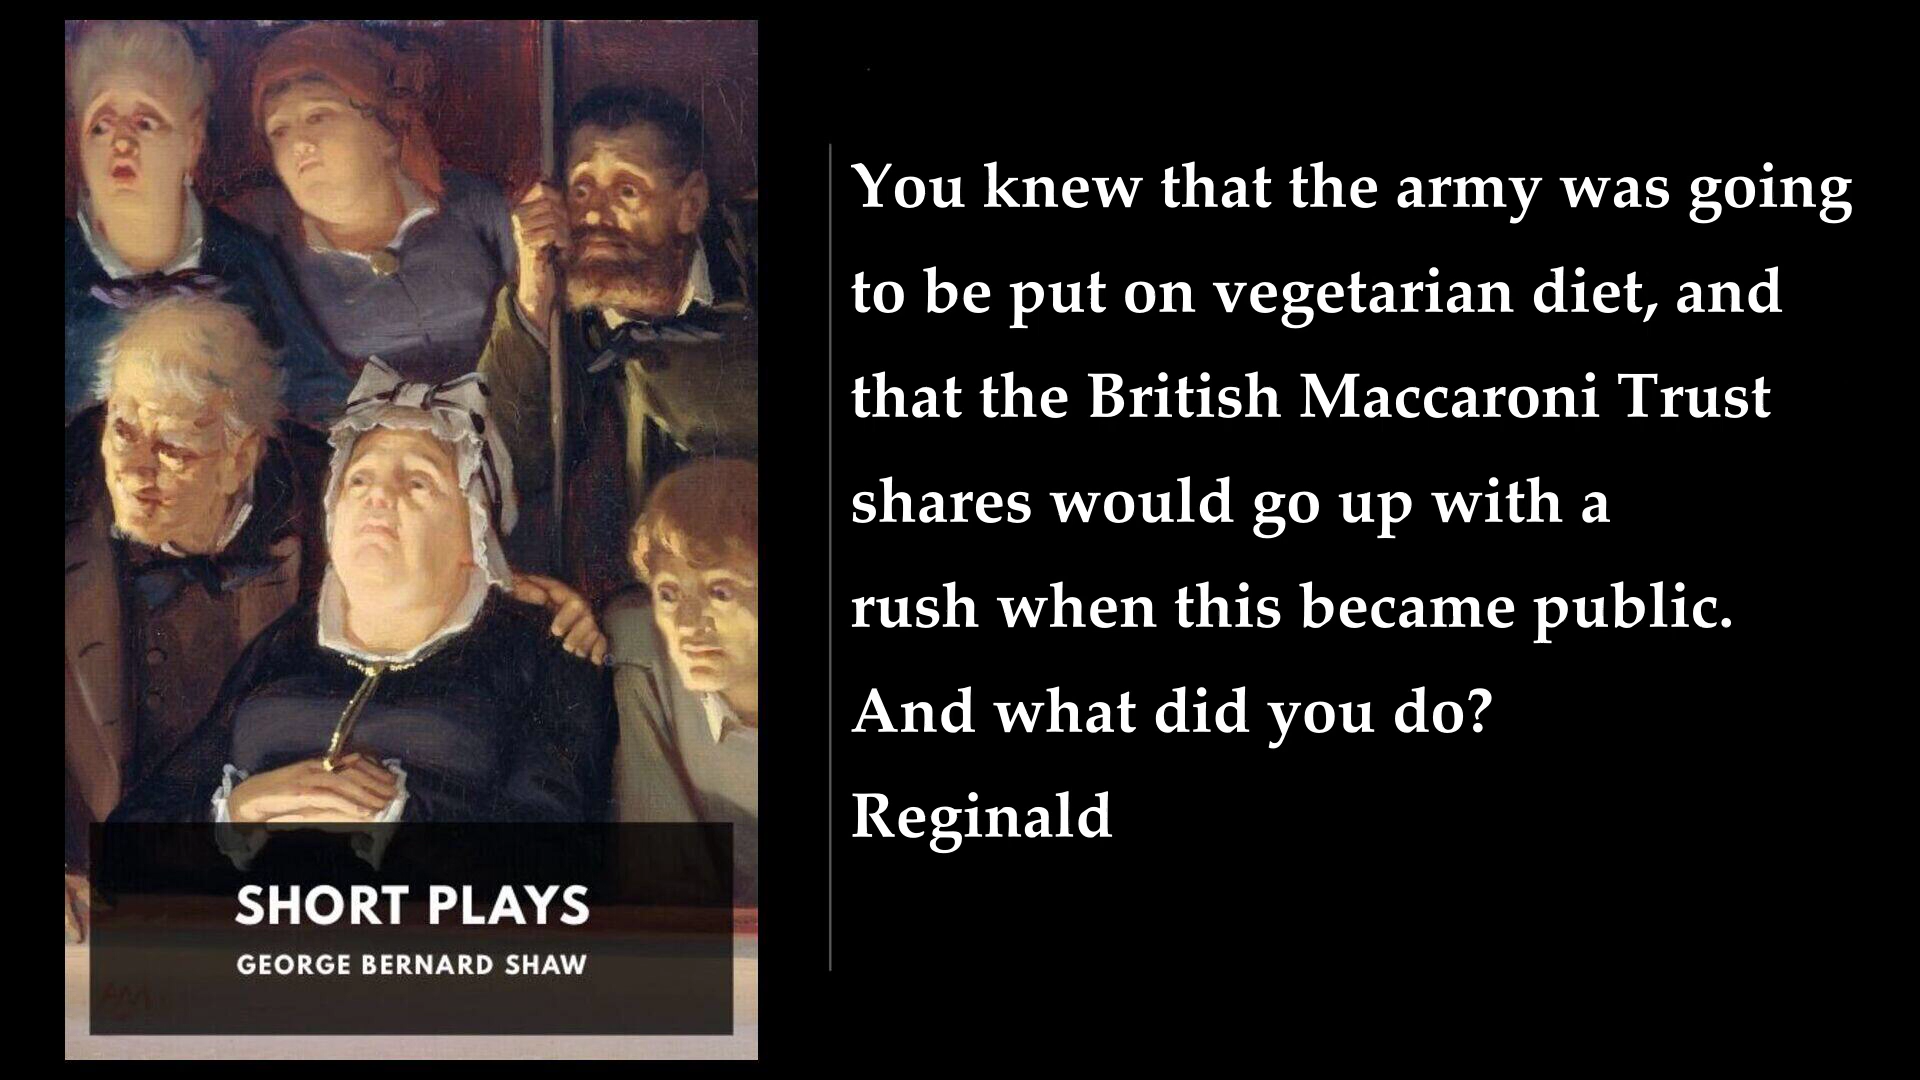 You knew that the army was going
to be put on vegetarian diet, and
that the British Maccaroni Trust
shares would go up with a
rush when this became public.
And what did you do?
Reginald
SHORT PLAYS
GEORGE BERNARD SHAW